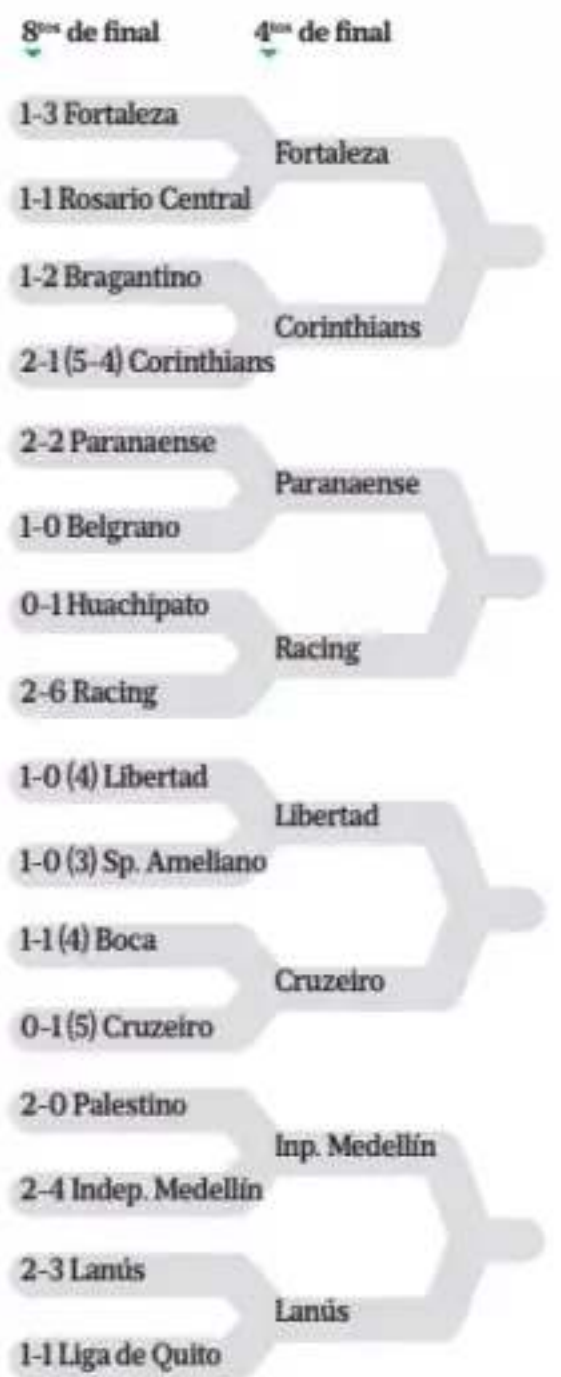 8ᵗᵒˢ de final
4ᵗᵒˢ de final
1-3 Fortaleza
1-1 Rosario Central
Fortaleza
1-2 Bragantino
2-1 (5-4) Corinthians
Corinthians
2-2 Paranaense
1-0 Belgrano
Paranaense
0-1 Huachipato
2-6 Racing
Racing
1-0 (4) Libertad
1-0 (3) Sp. Ameliano
Libertad
1-1 (4) Boca
0-1 (5) Cruzeiro
Cruzeiro
2-0 Palestino
2-4 Indep. Medellín
Inp. Medellín
2-3 Lanús
1-1 Liga de Quito
Lanús